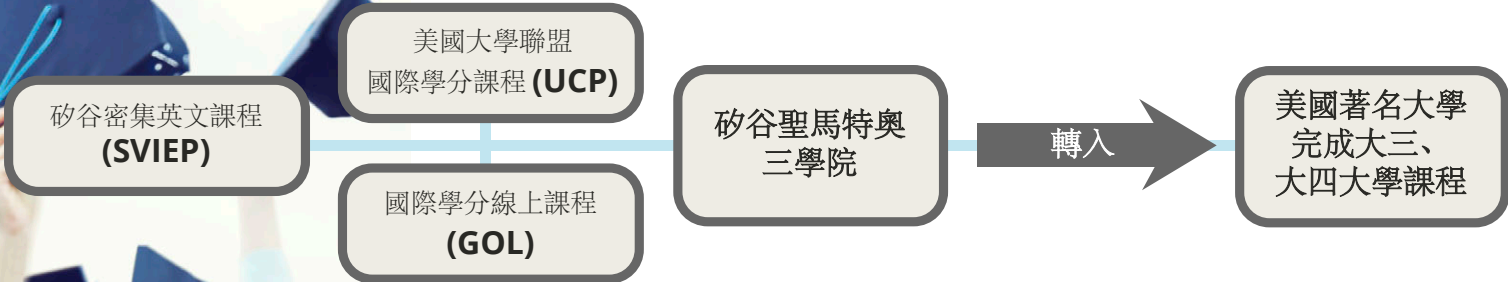 矽谷密集英文課程
(SVIEP)
美國大學聯盟
國際學分課程 (UCP)
國際學分線上課程
(GOL)
矽谷聖馬特奧
三學院
轉入
美國著名大學
完成大三、
大四大學課程